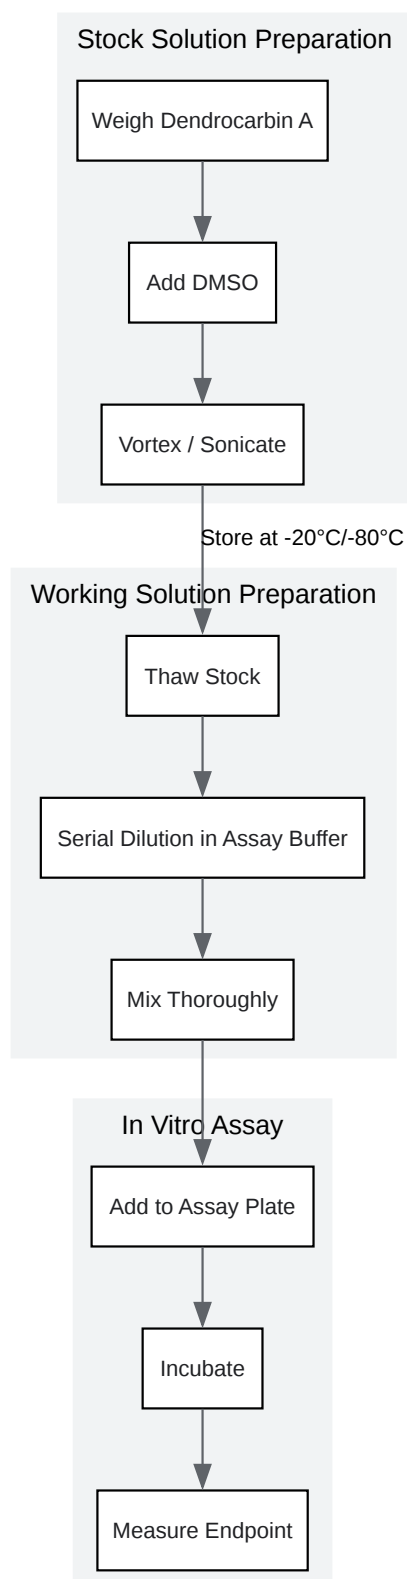 Stock Solution Preparation
Weigh Dendrocarbin A
Add DMSO
Vortex / Sonicate
Store at -20°C/-80°C
Working Solution Preparation
Thaw Stock
Serial Dilution in Assay Buffer
Mix Thoroughly
In Vitro Assay
Add to Assay Plate
Incubate
Measure Endpoint